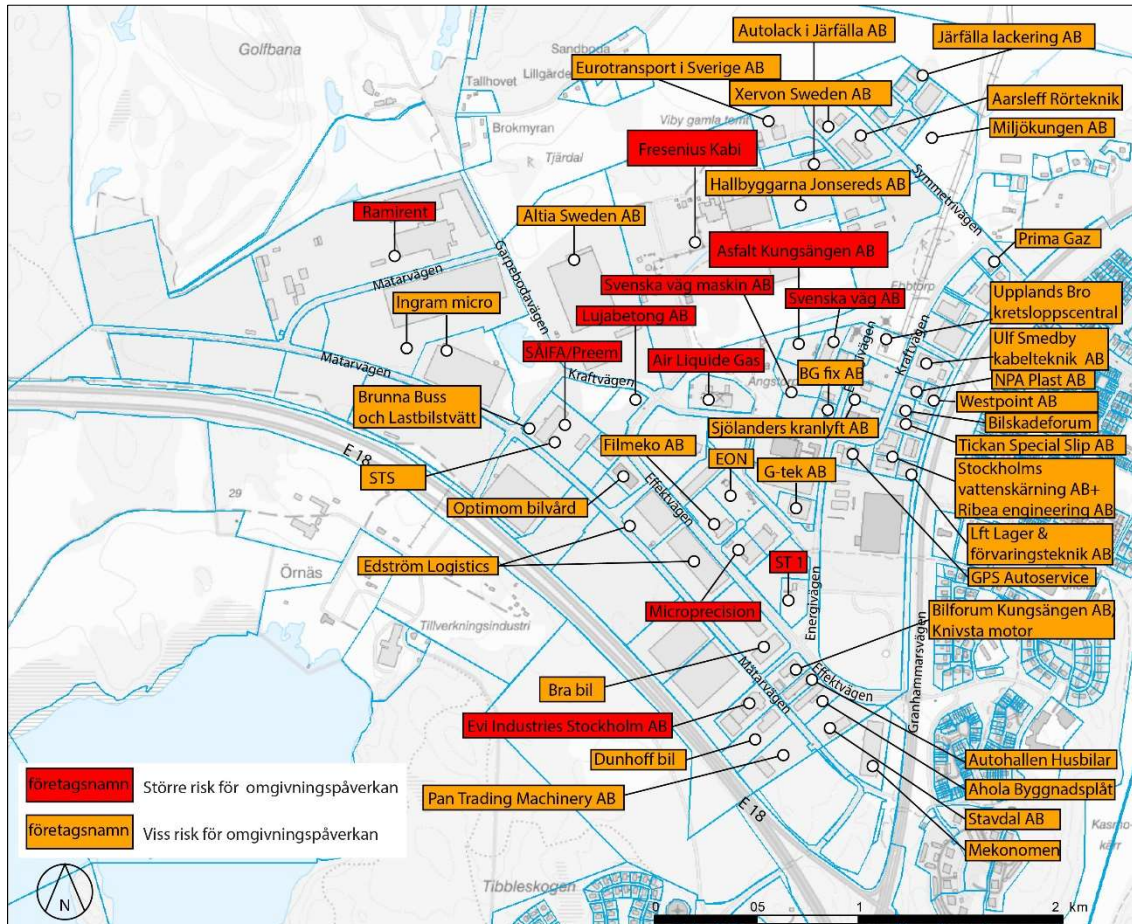 Golfbana
Sandboda
Lillgärde
Tallhovet
Brokmyran
Tjärdal
Viby gamla tomt
Autolack i Järfälla AB
Järfälla lackering AB
Eurotransport i Sverige AB
Xervon Sweden AB
Aarsleff Rörteknik
Miljökungen AB
Fresenius Kabi
Hallbyggarna Jonsereds AB
Symmetrivägen
Ramirent
Altia Sweden AB
Asfalt Kungsängen AB
Prima Gaz
Mätarvägen
Garpebodavägen
Svenska väg maskin AB
Svenska väg AB
Ebbtorp
Ingram micro
Lujabetong AB
Upplands Bro
kretsloppscentral
SÅIFA/Preem
Air Liquide Gas
Kraftvägen
Ulf Smedby
kabelteknik AB
Mätarvägen
Kraftvägen
BG fix AB
NPA Plast AB
Brunna Buss
och Lastbilstvätt
Westpoint AB
Bilskadeforum
Sjölanders kranlyft AB
Filmeko AB
Tickan Special Slip AB
E 18
STS
EON
G-tek AB
Stockholms
vattenskärning AB+
Ribea engineering AB
29
Optimom bilvård
Effektvägen
Lft Lager &
förvaringsteknik AB
Edström Logistics
ST 1
GPS Autoservice
Örnäs
Energivägen
Microprecision
Bilforum Kungsängen AB,
Knivsta motor
Tillverkningsindustri
Granhammarsvägen
Bra bil
Mätarvägen
Effektvägen
Evi Industries Stockholm AB
Dunhoff bil
Autohallen Husbilar
Pan Trading Machinery AB
Ahola Byggnadsplåt
E 18
Stavdal AB
Mekonomen
företagsnamn Större risk för omgivningspåverkan
företagsnamn Viss risk för omgivningspåverkan
Tibbleskogen
N
0 05 1 2 km